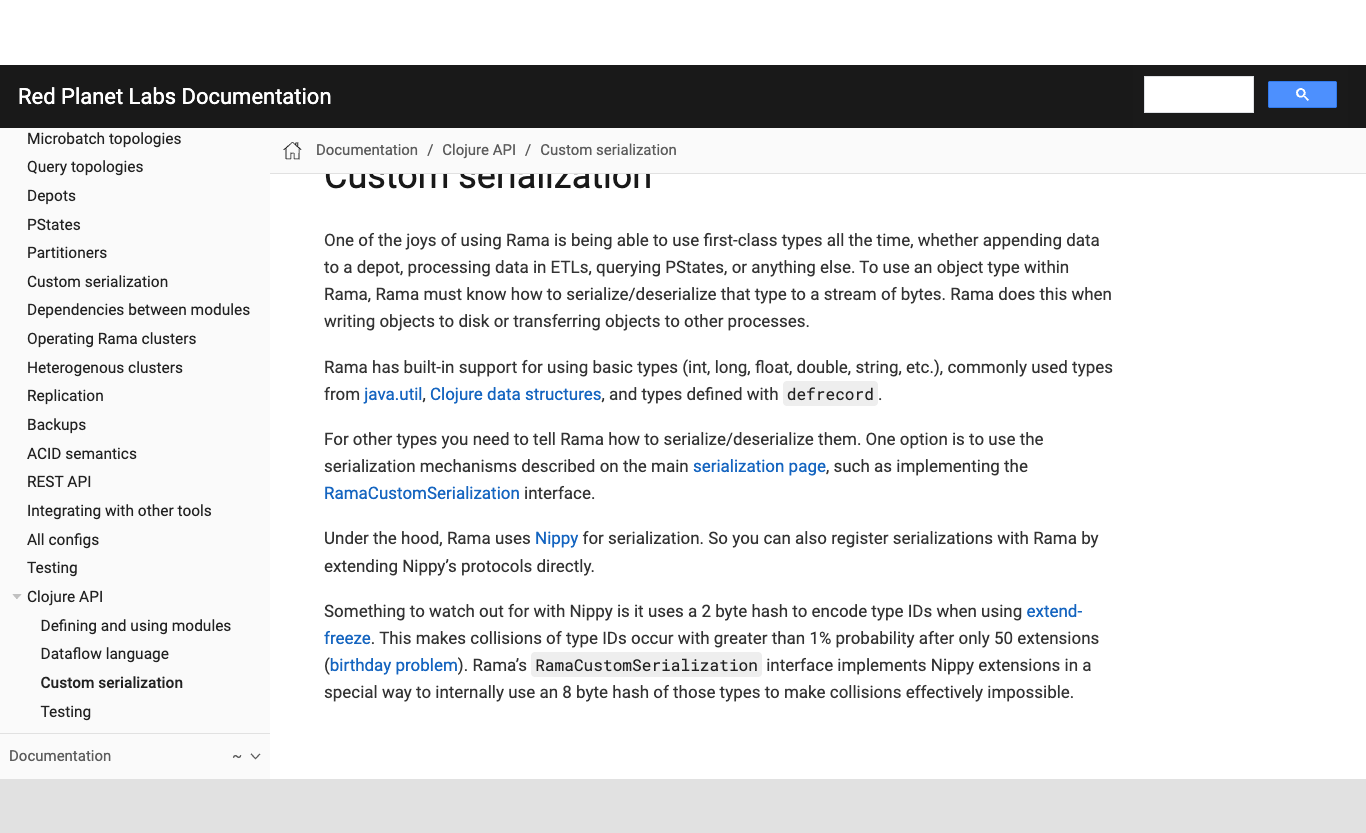 Red Planet Labs Documentation
Microbatch topologies
Query topologies
Depots
PStates
Partitioners
Custom serialization
Dependencies between modules
Operating Rama clusters
Heterogenous clusters
Replication
Backups
ACID semantics
REST API
Integrating with other tools
All configs
Testing
Clojure API
Defining and using modules
Dataflow language
Custom serialization
Testing
Documentation ~
Documentation / Clojure API / Custom serialization
Custom serialization
One of the joys of using Rama is being able to use first-class types all the time, whether appending data
to a depot, processing data in ETLs, querying PStates, or anything else. To use an object type within
Rama, Rama must know how to serialize/deserialize that type to a stream of bytes. Rama does this when
writing objects to disk or transferring objects to other processes.
Rama has built-in support for using basic types (int, long, float, double, string, etc.), commonly used types
from java.util, Clojure data structures, and types defined with defrecord.
For other types you need to tell Rama how to serialize/deserialize them. One option is to use the
serialization mechanisms described on the main serialization page, such as implementing the
RamaCustomSerialization interface.
Under the hood, Rama uses Nippy for serialization. So you can also register serializations with Rama by
extending Nippy’s protocols directly.
Something to watch out for with Nippy is it uses a 2 byte hash to encode type IDs when using extend-
freeze. This makes collisions of type IDs occur with greater than 1% probability after only 50 extensions
(birthday problem). Rama’s RamaCustomSerialization interface implements Nippy extensions in a
special way to internally use an 8 byte hash of those types to make collisions effectively impossible.